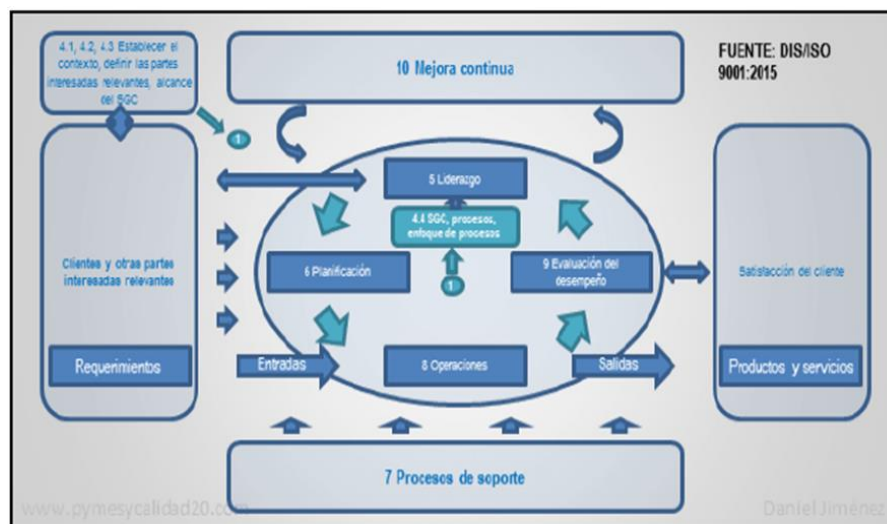 4.1, 4.2, 4.3 Establecer el
contexto, definir las partes
interesadas relevantes, alcance
del SGC
10 Mejora continua
FUENTE: DIS/ISO
9001:2015
1
5 Liderazgo
4.4 SGC, procesos,
enfoque de procesos
Clientes y otras partes
interesadas relevantes
6 Planificación
1
9 Evaluación del
desempeño
Satisfacción del cliente
Requerimientos
Entradas
8 Operaciones
Salidas
Productos y servicios
7 Procesos de soporte
www.pymesycalidad20.com
Daniel Jiménez